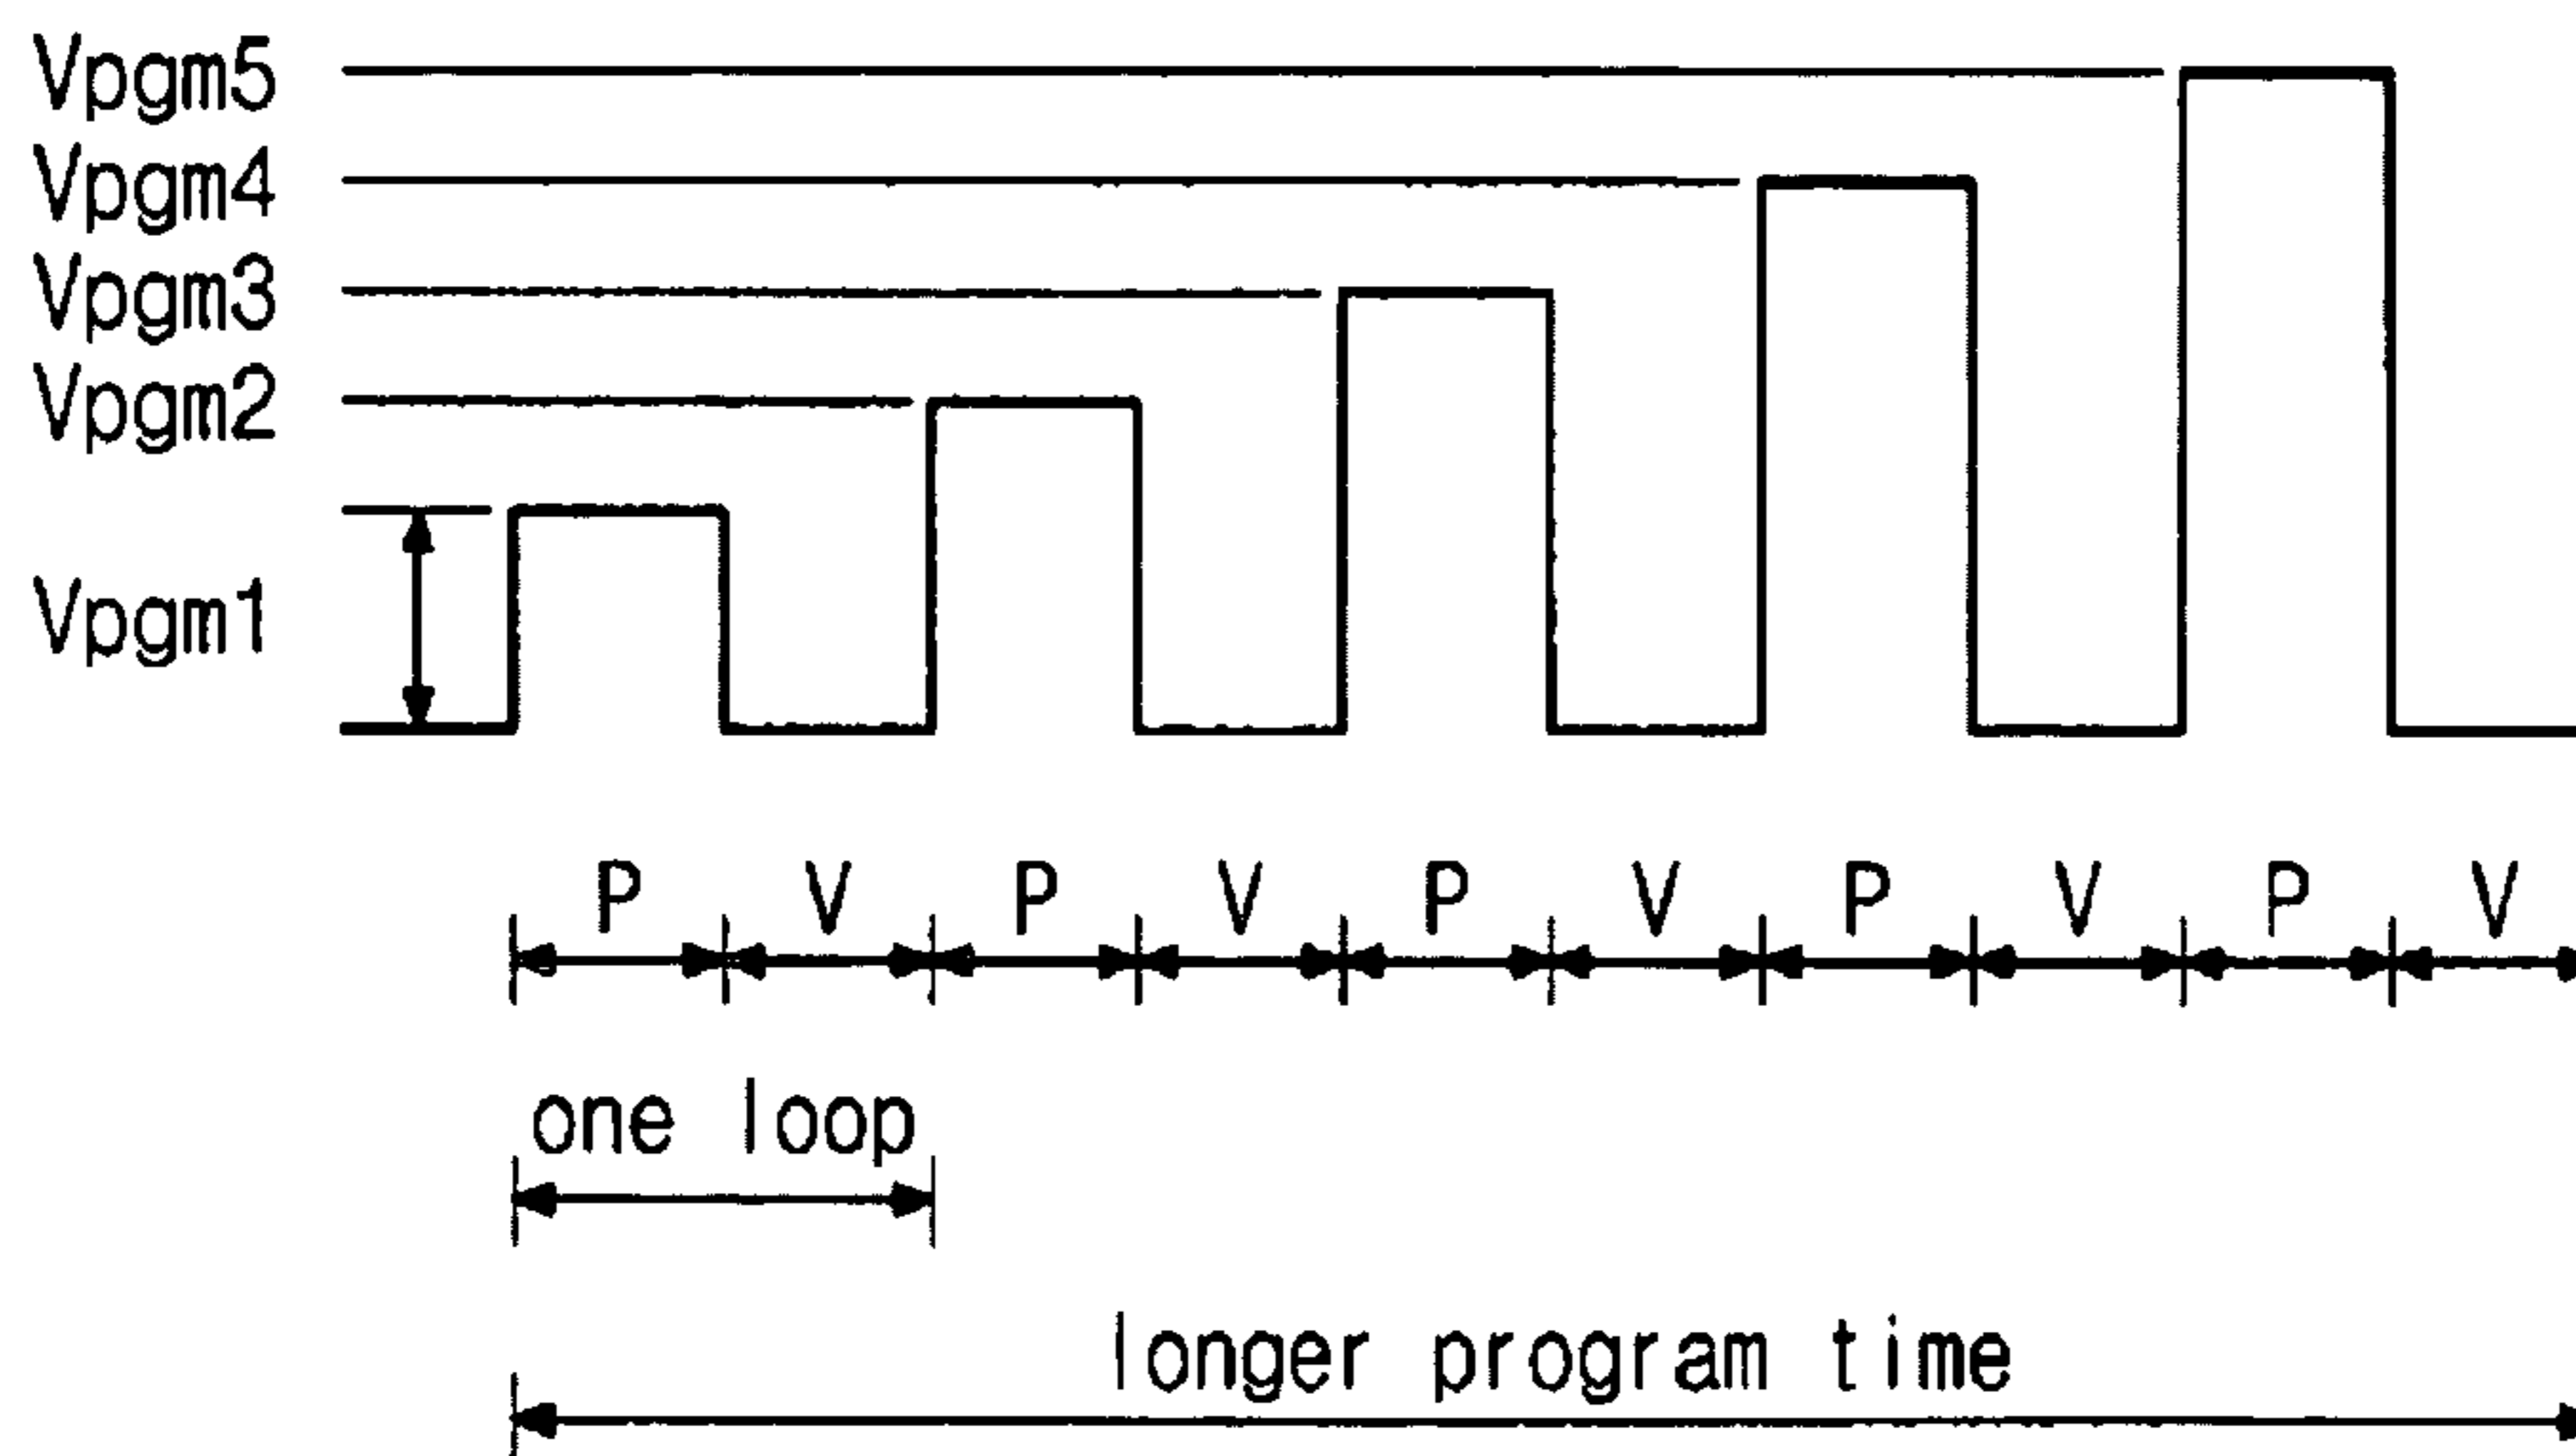 Vpgm5
Vpgm4
Vpgm3
Vpgm2
Vpgm1
P V P V P V P V P V
one loop
longer program time